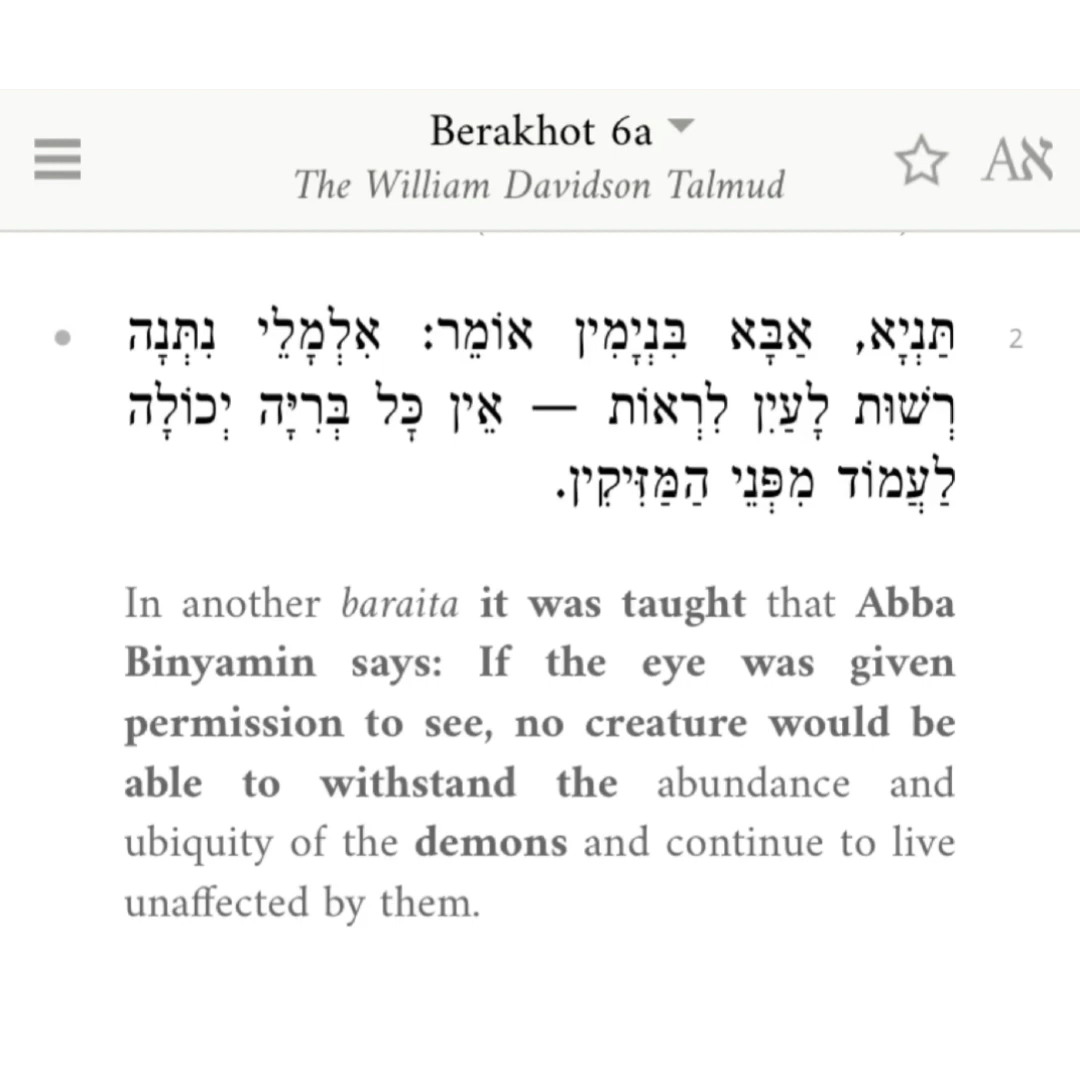 Berakhot 6a
The William Davidson Talmud
Aא
2
תַּנְיָא, אַבָּא בִּנְיָמִין אוֹמֵר: אִלְמָלֵי נִתְּנָה
רְשׁוּת לָעַיִן לִרְאוֹת — אֵין כׇּל בְּרִיָּה יְכוֹלָה
לַעֲמוֹד מִפְּנֵי הַמַּזִּיקִין.
In another baraita it was taught that Abba
Binyamin says: If the eye was given
permission to see, no creature would be
able to withstand the abundance and
ubiquity of the demons and continue to live
unaffected by them.